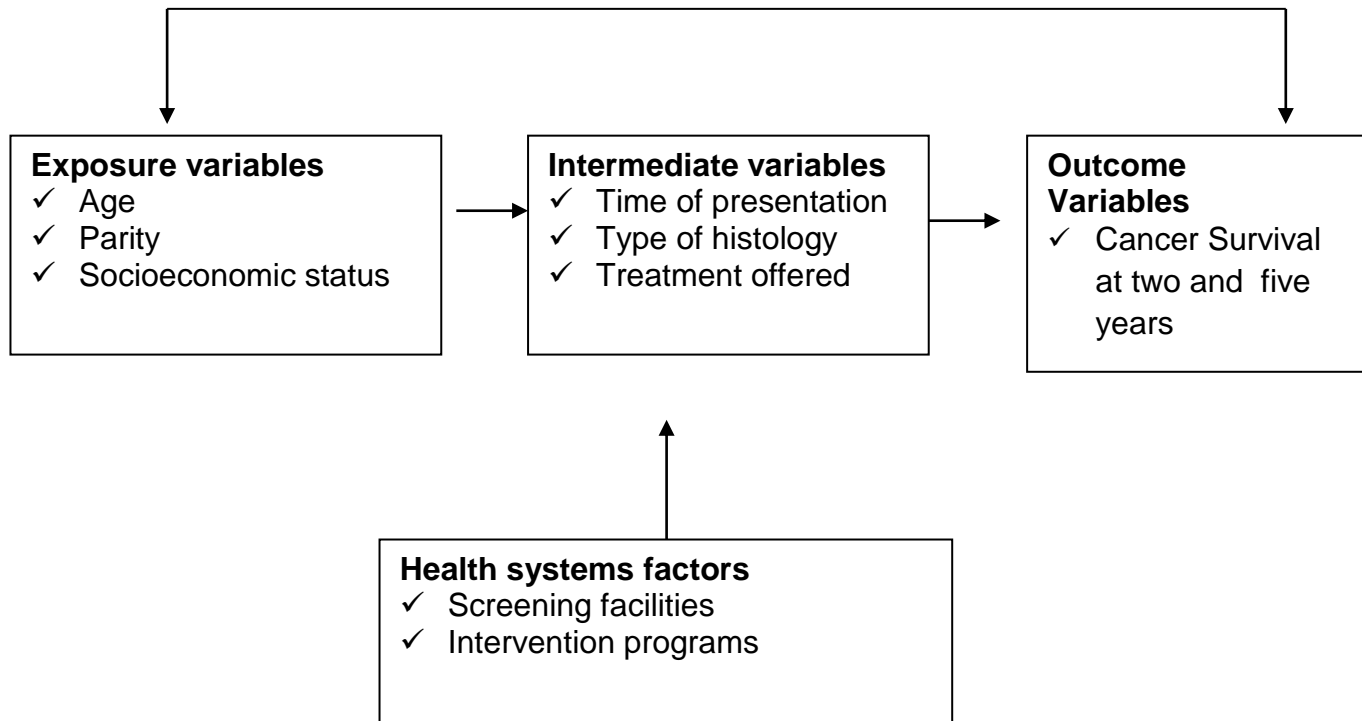 Exposure variables
✓ Age
✓ Parity
✓ Socioeconomic status
Intermediate variables
✓ Time of presentation
✓ Type of histology
✓ Treatment offered
Outcome
Variables
✓ Cancer Survival
at two and five
years
Health systems factors
✓ Screening facilities
✓ Intervention programs